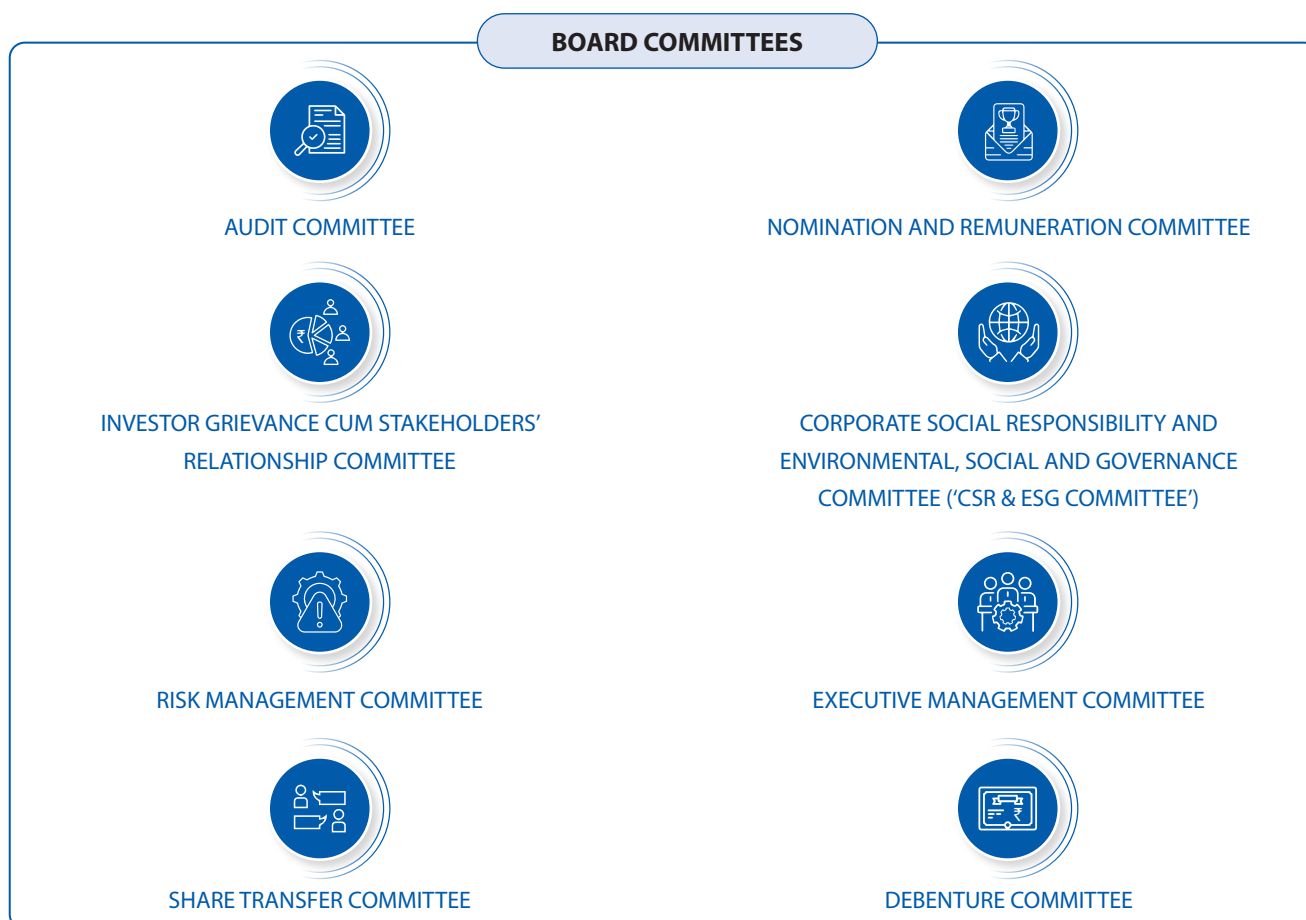 BOARD COMMITTEES
AUDIT COMMITTEE
NOMINATION AND REMUNERATION COMMITTEE
₹
INVESTOR GRIEVANCE CUM STAKEHOLDERS’
RELATIONSHIP COMMITTEE
CORPORATE SOCIAL RESPONSIBILITY AND
ENVIRONMENTAL, SOCIAL AND GOVERNANCE
COMMITTEE (‘CSR & ESG COMMITTEE’)
RISK MANAGEMENT COMMITTEE
EXECUTIVE MANAGEMENT COMMITTEE
SHARE TRANSFER COMMITTEE
₹
DEBENTURE COMMITTEE